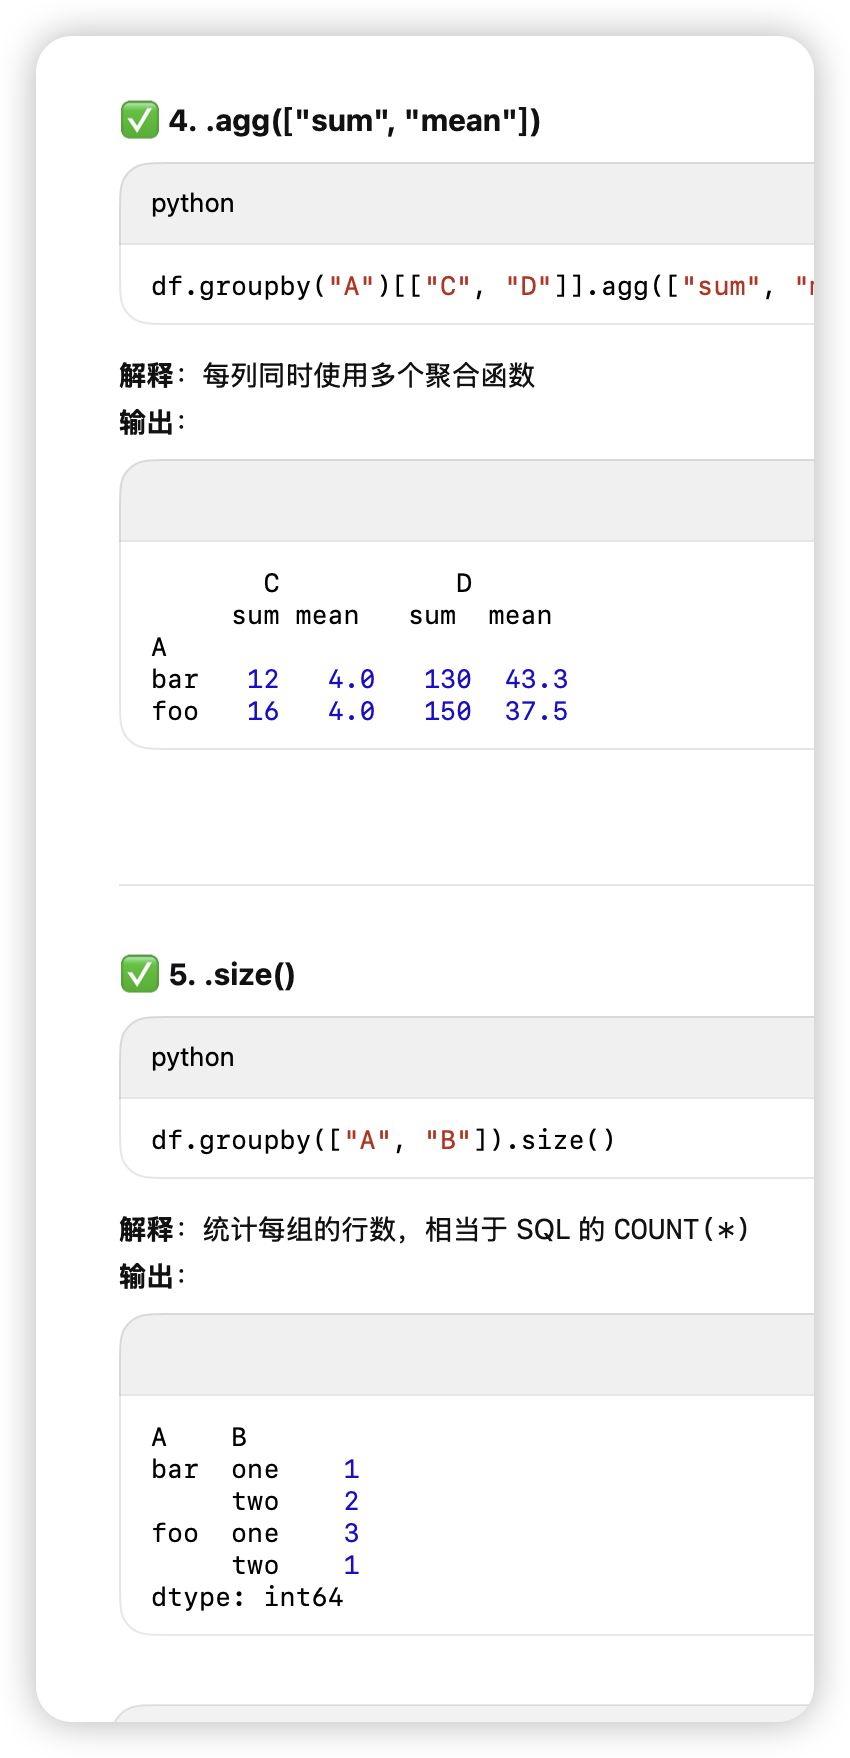 ✅ 4. .agg(["sum", "mean"])
python
df.groupby("A")[["C", "D"]].agg(["sum", "
解释：每列同时使用多个聚合函数
输出：
       C           D
     sum mean   sum  mean
A
bar   12   4.0   130  43.3
foo   16   4.0   150  37.5
✅ 5. .size()
python
df.groupby(["A", "B"]).size()
解释：统计每组的行数，相当于 SQL 的 COUNT(*)
输出：
A    B
bar  one    1
     two    2
foo  one    3
     two    1
dtype: int64